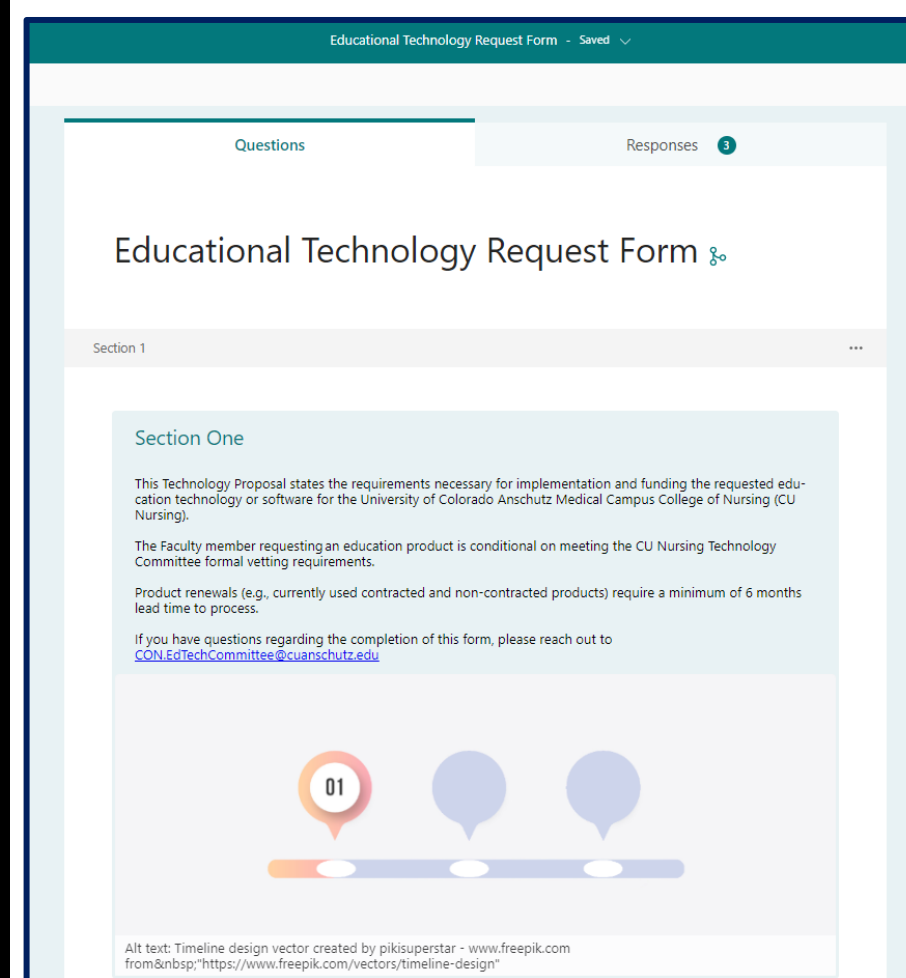 Educational Technology Request Form - Saved
Questions
Responses 3
Educational Technology Request Form
Section 1
Section One
This Technology Proposal states the requirements necessary for implementation and funding the requested edu-
cation technology or software for the University of Colorado Anschutz Medical Campus College of Nursing (CU
Nursing).
The Faculty member requesting an education product is conditional on meeting the CU Nursing Technology
Committee formal vetting requirements.
Product renewals (e.g., currently used contracted and non-contracted products) require a minimum of 6 months
lead time to process.
If you have questions regarding the completion of this form, please reach out to
CON.EdTechCommittee@cuanschutz.edu
01
Alt text: Timeline design vector created by pikisuperstar - www.freepik.com
from&nbsp;"https://www.freepik.com/vectors/timeline-design"